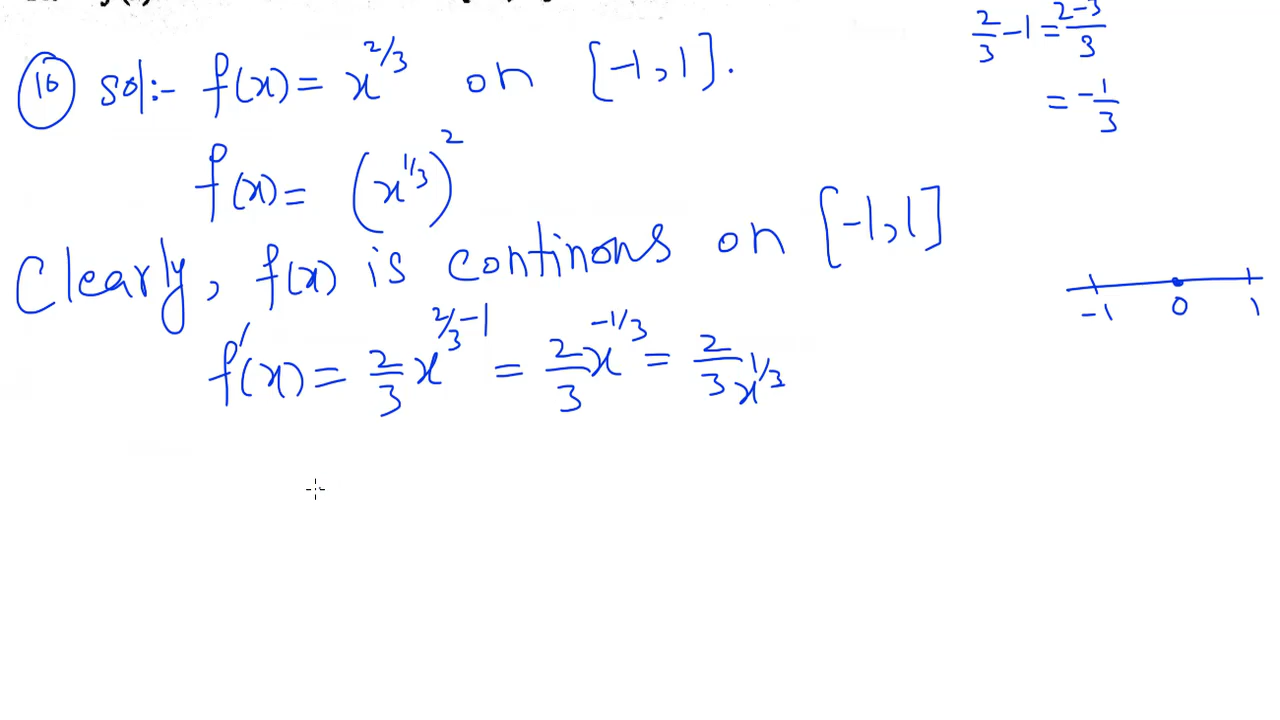 2/3 - 1 = 2-3/3
= -1/3
16 sol:- f(x) = x^2/3 on [-1, 1].
f(x) = (x^1/3)^2
Clearly, f(x) is continous on [-1, 1]
-1 0 1
f'(x) = 2/3 x^2/3-1 = 2/3 x^-1/3 = 2/3x^1/3